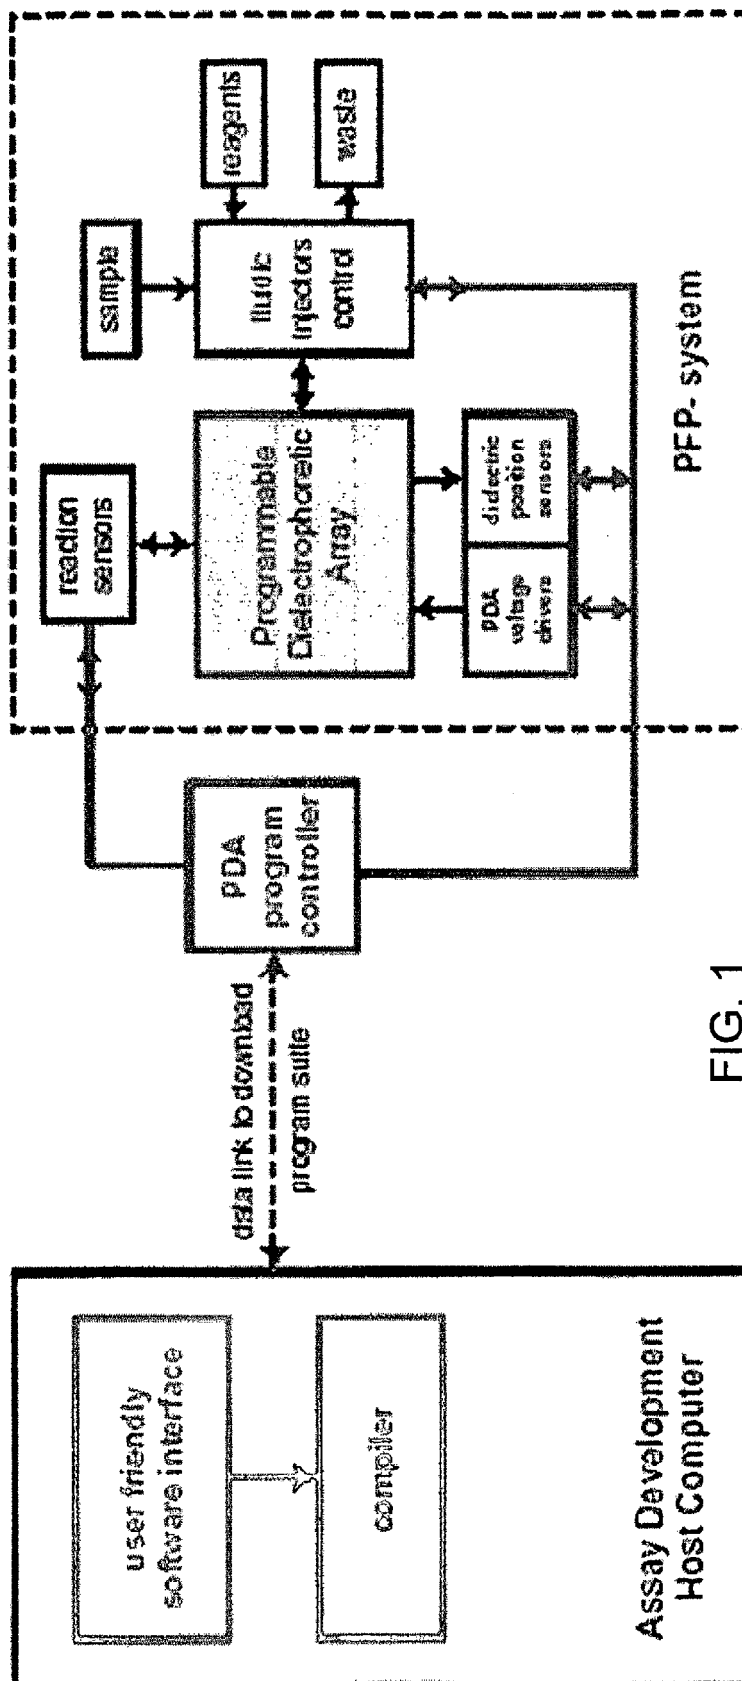 user friendly
software interface
compiler
Assay Development
Host Computer
data link to download
program suite
PDA
program
controller
reaction
sensors
Programmable
Dielectrophoretic
Array
PDA
voltage
drivers
dielectric
position
sensors
sample
fluidic
Injectors
control
reagents
waste
PFP- system
FIG. 1